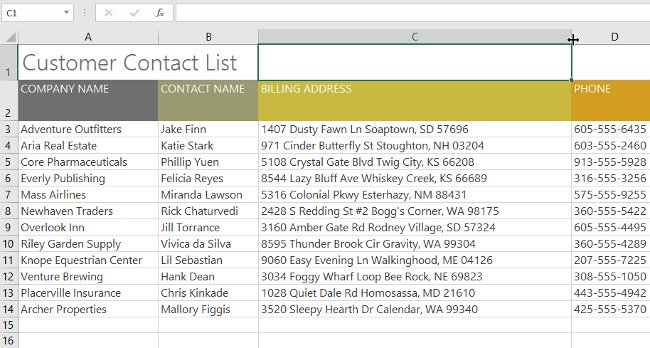 C1 fx
A B C D
1 Customer Contact List
2 COMPANY NAME CONTACT NAME BILLING ADDRESS PHONE
3 Adventure Outfitters Jake Finn 1407 Dusty Fawn Ln Soaptown, SD 57696 605-555-6435
4 Aria Real Estate Katie Stark 971 Cinder Butterfly St Stoughton, NH 03204 603-555-2460
5 Core Pharmaceuticals Phillip Yuen 5108 Crystal Gate Blvd Twig City, KS 66208 913-555-5928
6 Everly Publishing Felicia Reyes 8544 Lazy Bluff Ave Whiskey Creek, KS 66689 316-555-3256
7 Mass Airlines Miranda Lawson 5316 Colonial Pkwy Esterhazy, NM 88431 575-555-9255
8 Newhaven Traders Rick Chaturvedi 2428 S Redding St #2 Bogg's Corner, WA 98175 360-555-5422
9 Overlook Inn Jill Torrance 3160 Amber Gate Rd Rodney Village, SD 57324 605-555-4495
10 Riley Garden Supply Vivica da Silva 8595 Thunder Brook Cir Gravity, WA 99304 360-555-4289
11 Knope Equestrian Center Lil Sebastian 9060 Easy Evening Ln Walkinghood, ME 04126 207-555-7225
12 Venture Brewing Hank Dean 3034 Foggy Wharf Loop Bee Rock, NE 69823 308-555-1050
13 Placerville Insurance Chris Kinkade 1028 Quiet Dale Rd Homosassa, MD 21610 443-555-4942
14 Archer Properties Mallory Figgis 3520 Sleepy Hearth Dr Calendar, WA 99340 425-555-5370
15
16